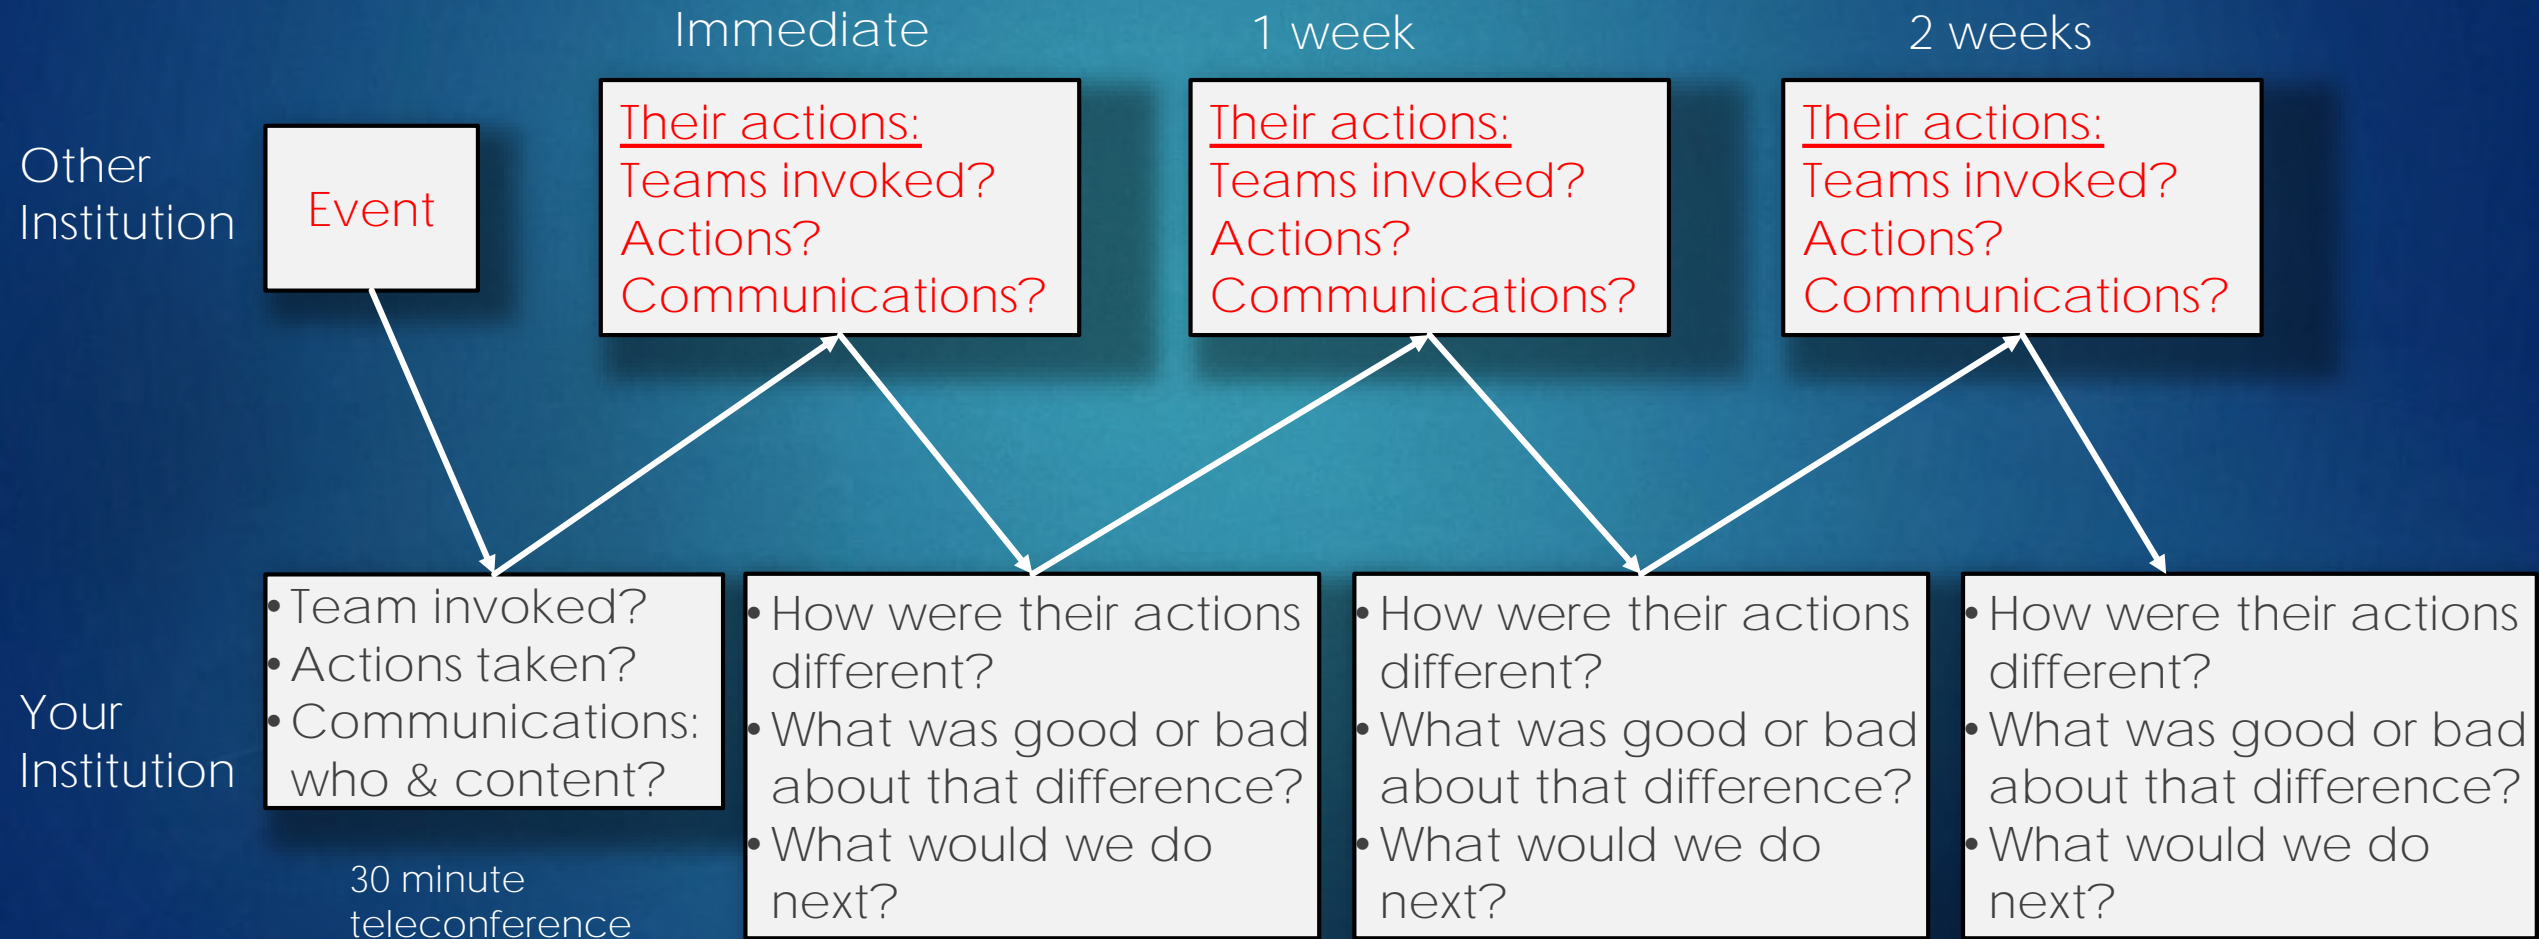 Immediate
1 week
2 weeks
Other
Institution
Event
Their actions:
Teams invoked?
Actions?
Communications?
Their actions:
Teams invoked?
Actions?
Communications?
Their actions:
Teams invoked?
Actions?
Communications?
Your
Institution
• Team invoked?
• Actions taken?
• Communications:
who & content?
30 minute
teleconference
• How were their actions
different?
• What was good or bad
about that difference?
• What would we do
next?
• How were their actions
different?
• What was good or bad
about that difference?
• What would we do
next?
• How were their actions
different?
• What was good or bad
about that difference?
• What would we do
next?